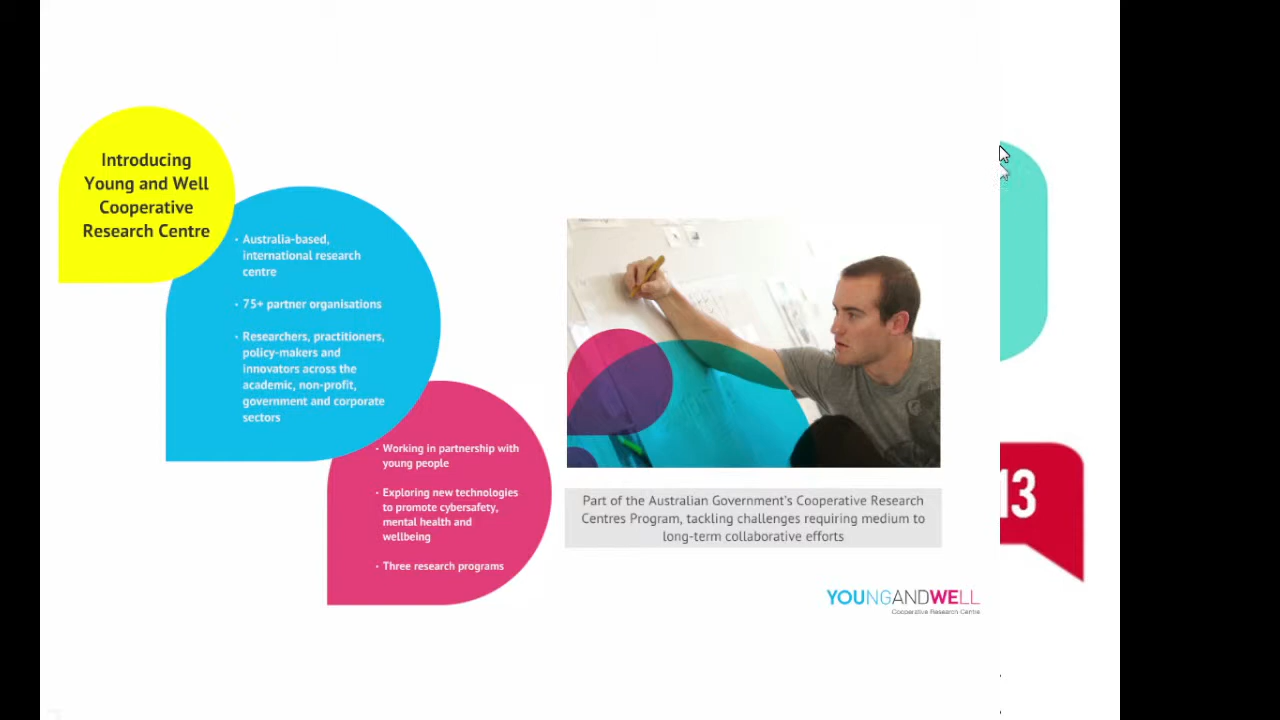 Introducing
Young and Well
Cooperative
Research Centre
• Australia-based,
international research
centre
• 75+ partner organisations
• Researchers, practitioners,
policy-makers and
innovators across the
academic, non-profit,
government and corporate
sectors
• Working in partnership with
young people
• Exploring new technologies
to promote cybersafety,
mental health and
wellbeing
• Three research programs
Part of the Australian Government's Cooperative Research
Centres Program, tackling challenges requiring medium to
long-term collaborative efforts
YOUNGANDWELL
Cooperative Research Centre
13